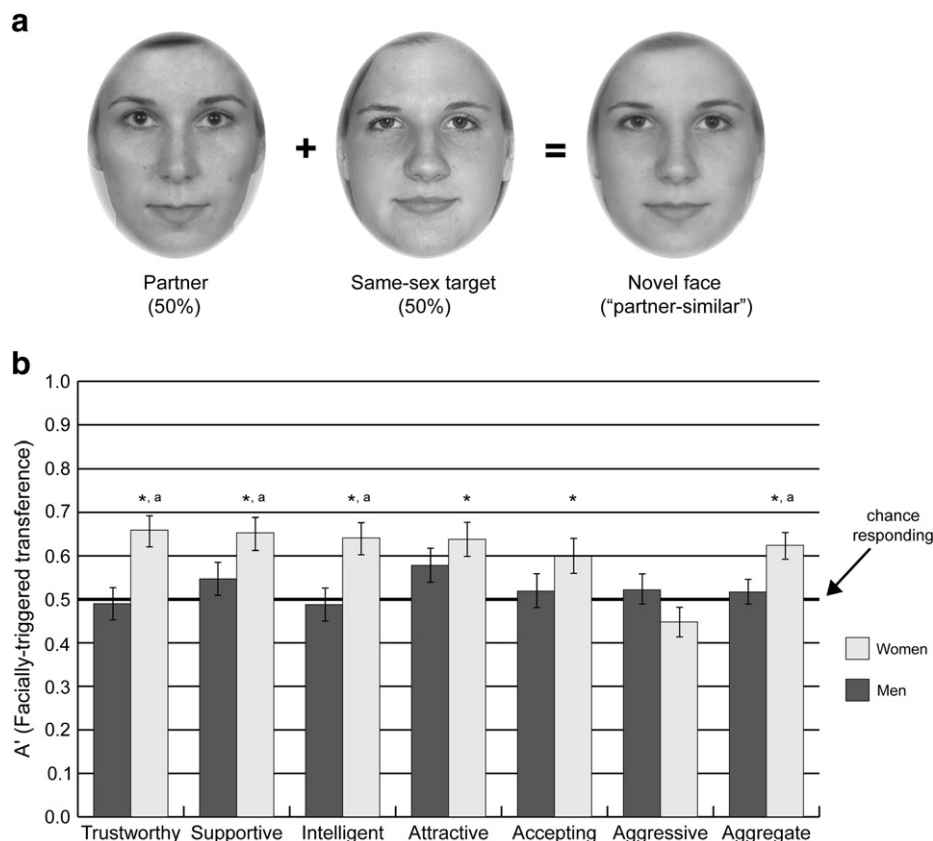 a
+
=
Partner
(50%)
Same-sex target
(50%)
Novel face
("partner-similar")
b
A' (Facially-triggered transference)
1.0
0.9
0.8
0.7
0.6
0.5
0.4
0.3
0.2
0.1
0.0
*, a
*, a
*, a
*
*
*, a
chance
responding
Women
Men
Trustworthy Supportive Intelligent Attractive Accepting Aggressive Aggregate